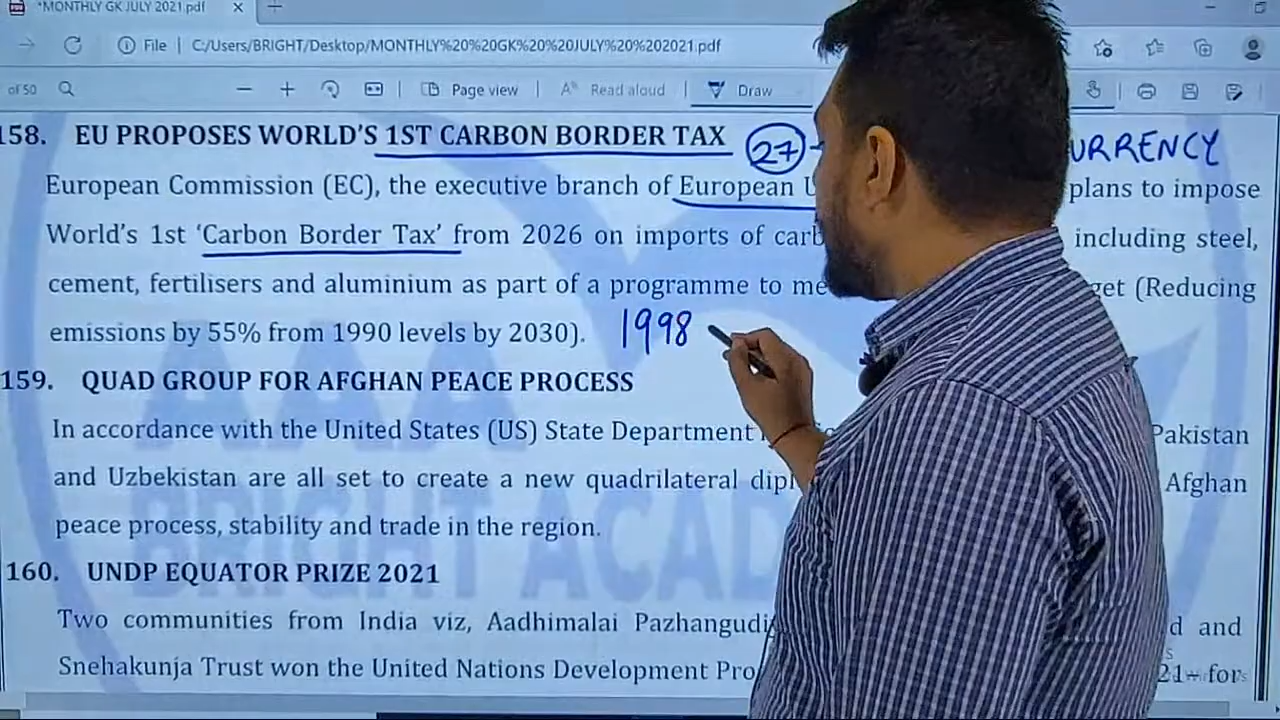 *MONTHLY GK JULY 2021.pdf
File | C:/Users/BRIGHT/Desktop/MONTHLY%20%20GK%20%20JULY%20%202021.pdf
of 50 Page view Read aloud Draw
158. EU PROPOSES WORLD'S 1ST CARBON BORDER TAX 27 URRENCY
European Commission (EC), the executive branch of European plans to impose
World's 1st 'Carbon Border Tax' from 2026 on imports of carb including steel,
cement, fertilisers and aluminium as part of a programme to me get (Reducing
emissions by 55% from 1990 levels by 2030). 1998
159. QUAD GROUP FOR AFGHAN PEACE PROCESS
In accordance with the United States (US) State Department Pakistan
and Uzbekistan are all set to create a new quadrilateral dipl Afghan
peace process, stability and trade in the region.
160. UNDP EQUATOR PRIZE 2021
Two communities from India viz, Aadhimalai Pazhangudi d and
Snehakunja Trust won the United Nations Development Pro 21 for
AAA
BRIGHT ACAD